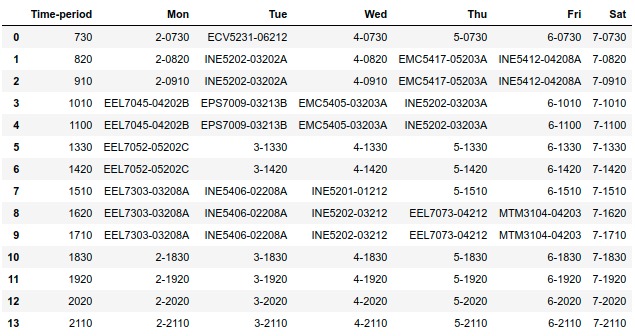 Time-period Mon Tue Wed Thu Fri Sat
0 730 2-0730 ECV5231-06212 4-0730 5-0730 6-0730 7-0730
1 820 2-0820 INE5202-03202A 4-0820 EMC5417-05203A INE5412-04208A 7-0820
2 910 2-0910 INE5202-03202A 4-0910 EMC5417-05203A INE5412-04208A 7-0910
3 1010 EEL7045-04202B EPS7009-03213B EMC5405-03203A INE5202-03203A 6-1010 7-1010
4 1100 EEL7045-04202B EPS7009-03213B EMC5405-03203A INE5202-03203A 6-1100 7-1100
5 1330 EEL7052-05202C 3-1330 4-1330 5-1330 6-1330 7-1330
6 1420 EEL7052-05202C 3-1420 4-1420 5-1420 6-1420 7-1420
7 1510 EEL7303-03208A INE5406-02208A INE5201-01212 5-1510 6-1510 7-1510
8 1620 EEL7303-03208A INE5406-02208A INE5202-03212 EEL7073-04212 MTM3104-04203 7-1620
9 1710 EEL7303-03208A INE5406-02208A INE5202-03212 EEL7073-04212 MTM3104-04203 7-1710
10 1830 2-1830 3-1830 4-1830 5-1830 6-1830 7-1830
11 1920 2-1920 3-1920 4-1920 5-1920 6-1920 7-1920
12 2020 2-2020 3-2020 4-2020 5-2020 6-2020 7-2020
13 2110 2-2110 3-2110 4-2110 5-2110 6-2110 7-2110